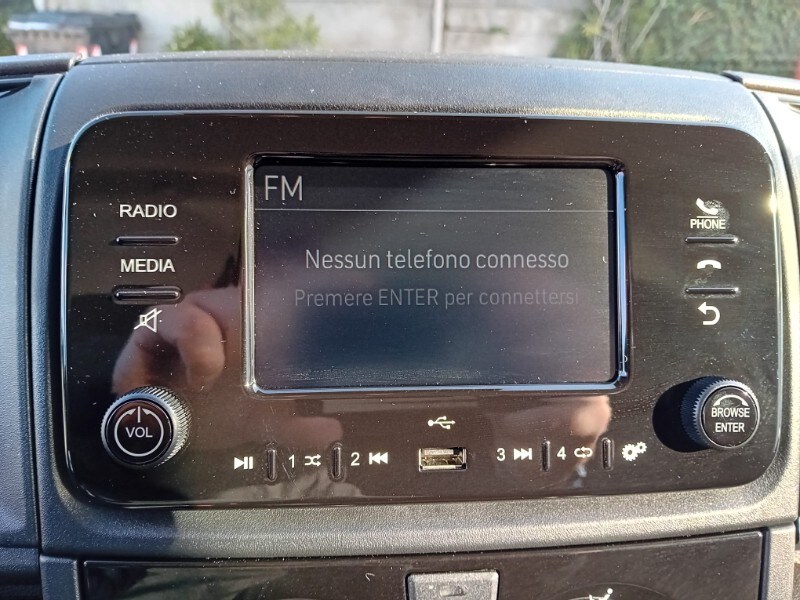 FM
Nessun telefono connesso
Premere ENTER per connettersi
RADIO
MEDIA
VOL
PHONE
BROWSE
ENTER
1
2
3
4